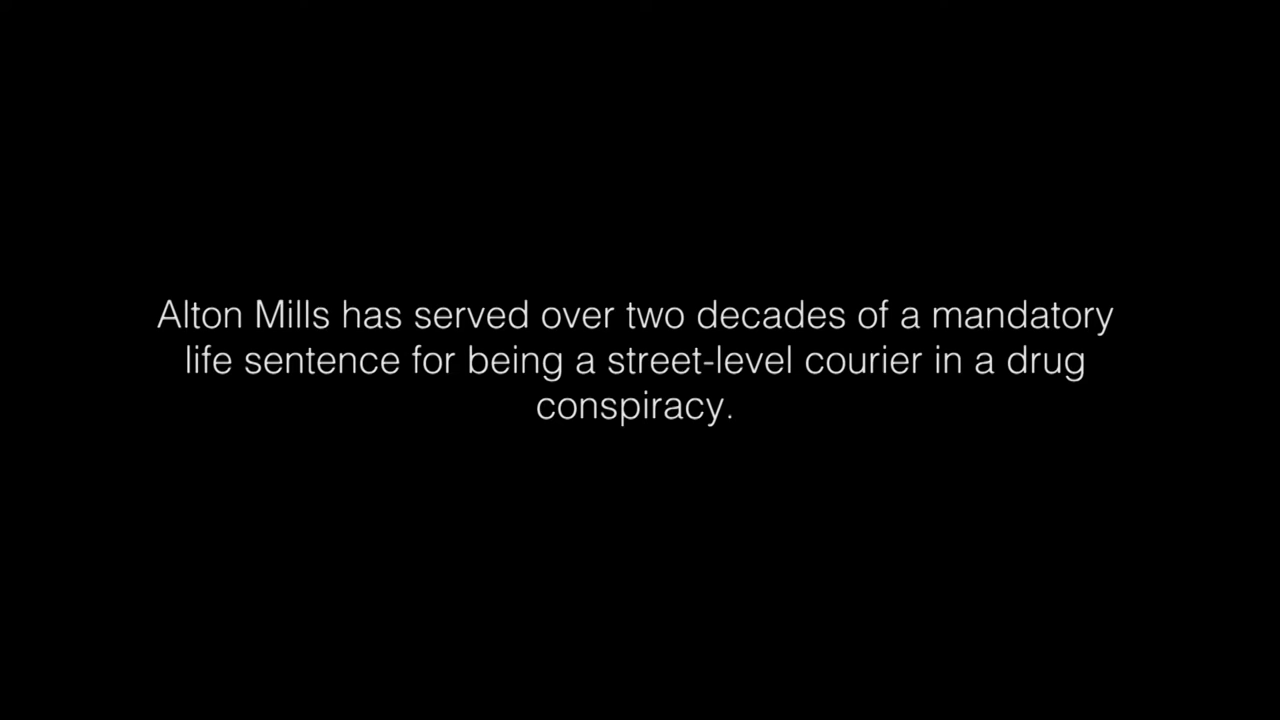 Alton Mills has served over two decades of a mandatory
life sentence for being a street-level courier in a drug
conspiracy.